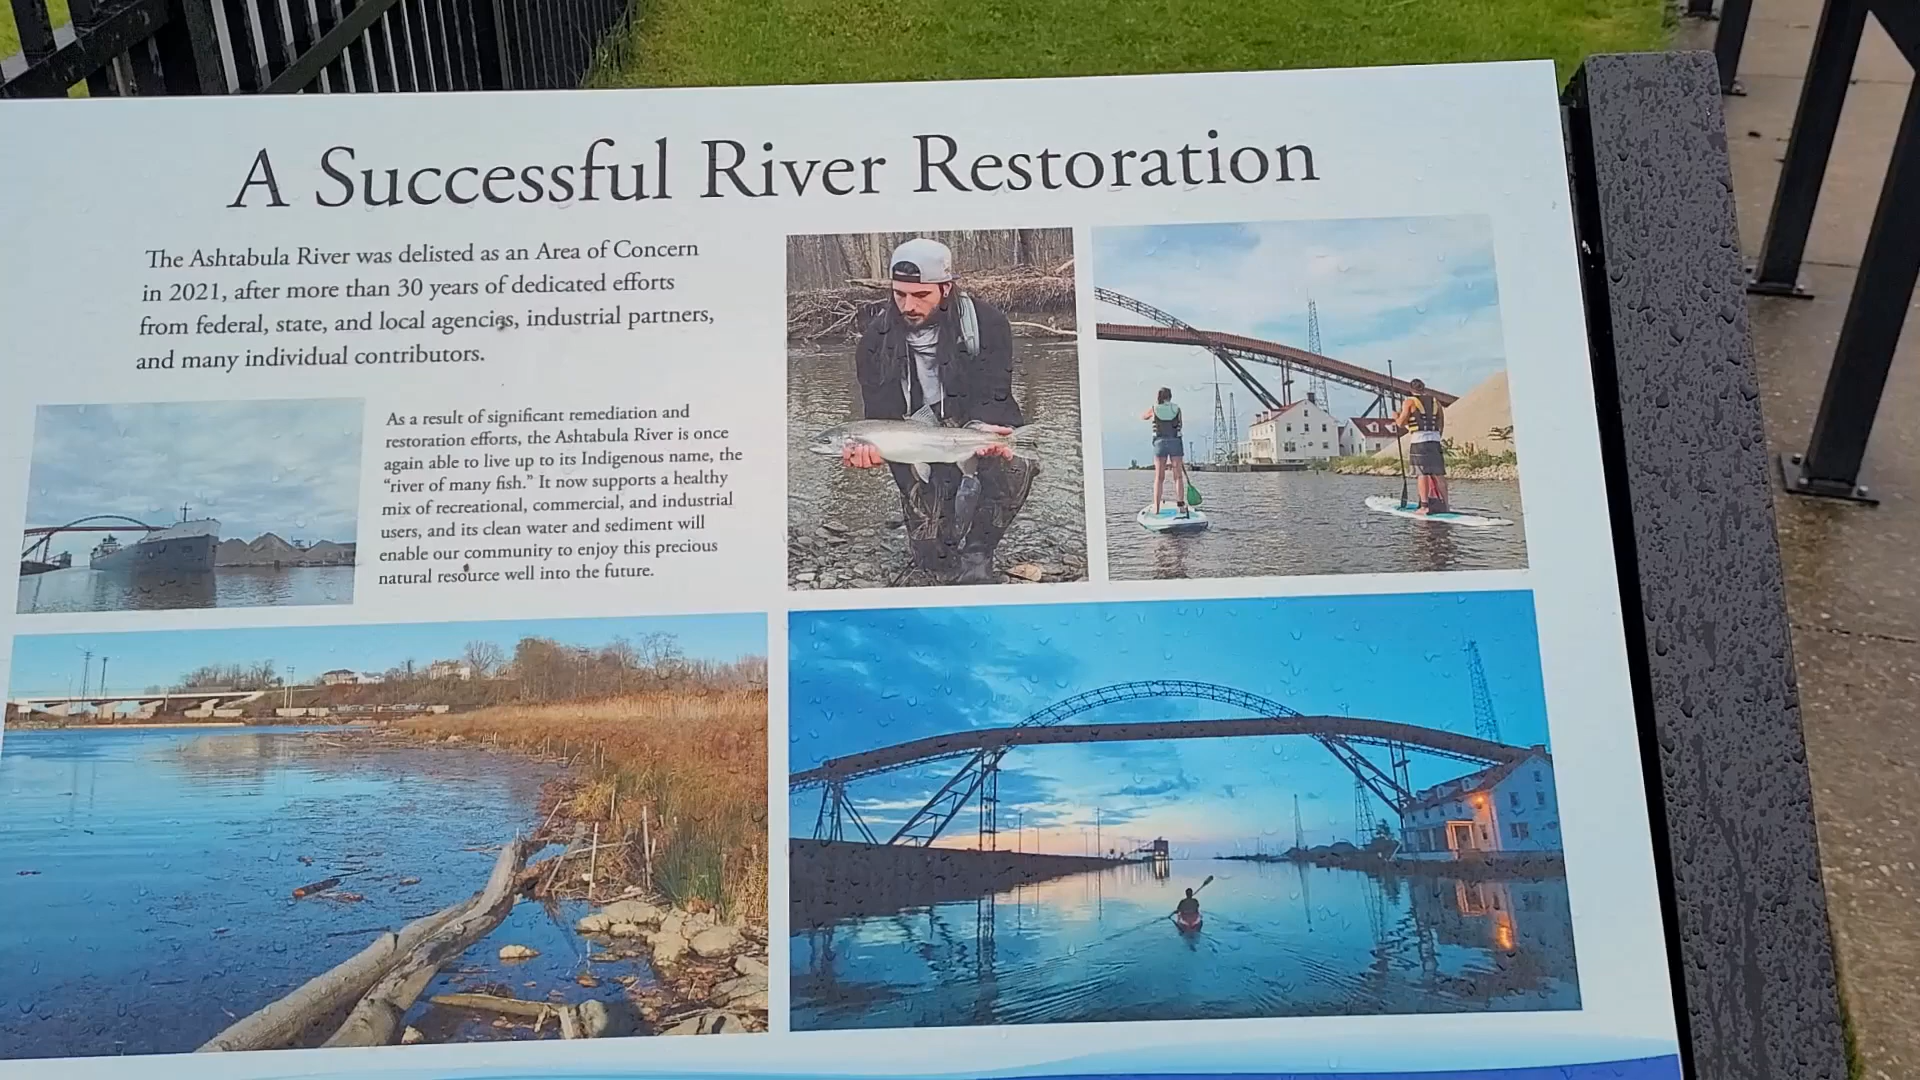 A Successful River Restoration
The Ashtabula River was delisted as an Area of Concern
in 2021, after more than 30 years of dedicated efforts
from federal, state, and local agencies, industrial partners,
and many individual contributors.
As a result of significant remediation and
restoration efforts, the Ashtabula River is once
again able to live up to its Indigenous name, the
“river of many fish.” It now supports a healthy
mix of recreational, commercial, and industrial
users, and its clean water and sediment will
enable our community to enjoy this precious
natural resource well into the future.